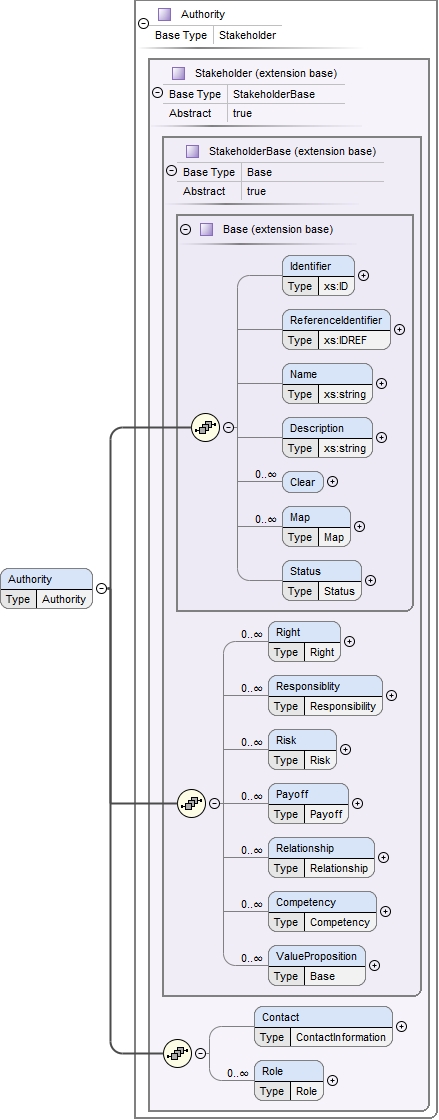 Authority
Base Type Stakeholder
Stakeholder (extension base)
Base Type StakeholderBase
Abstract true
StakeholderBase (extension base)
Base Type Base
Abstract true
Base (extension base)
Identifier
Type xs:ID
ReferenceIdentifier
Type xs:IDREF
Name
Type xs:string
Description
Type xs:string
0..∞ Clear
0..∞ Map
Type Map
Status
Type Status
Authority
Type Authority
0..∞ Right
Type Right
0..∞ Responsiblity
Type Responsibility
0..∞ Risk
Type Risk
0..∞ Payoff
Type Payoff
0..∞ Relationship
Type Relationship
0..∞ Competency
Type Competency
0..∞ ValueProposition
Type Base
Contact
Type ContactInformation
0..∞ Role
Type Role